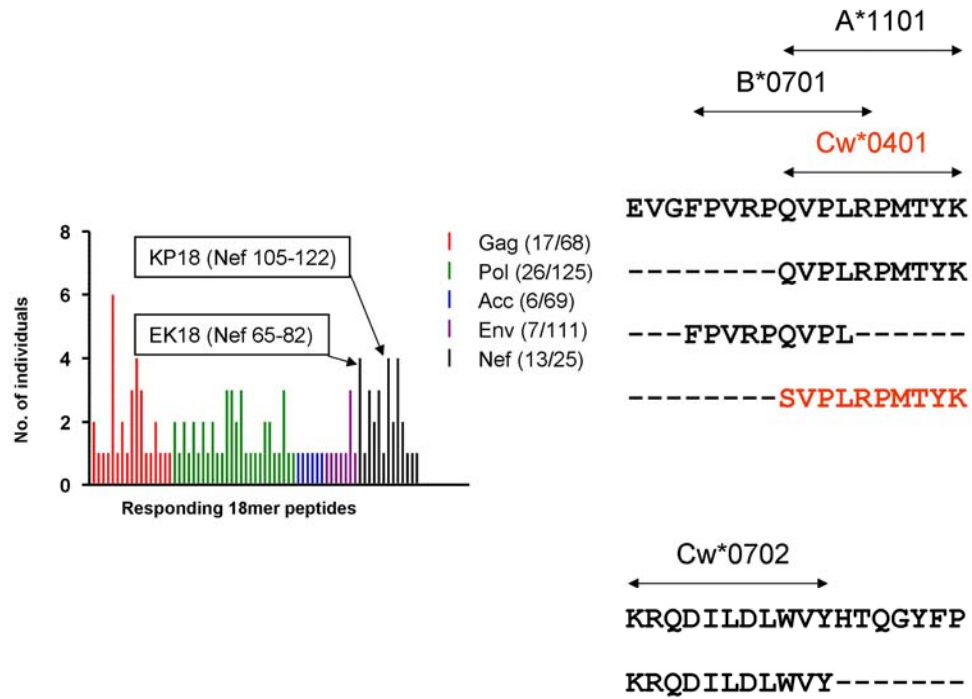 8
6
4
2
0
No. of individuals
KP18 (Nef 105-122)
EK18 (Nef 65-82)
Responding 18mer peptides
Gag (17/68)
Pol (26/125)
Acc (6/69)
Env (7/111)
Nef (13/25)
A*1101
B*0701
Cw*0401
EVGFPVRPQVPLRPMTYK
--------QVPLRPMTYK
---FPVRPQVPL------
--------SVPLRPMTYK
Cw*0702
KRQDILDLWVYHTQGYFP
KRQDILDLWVY-------